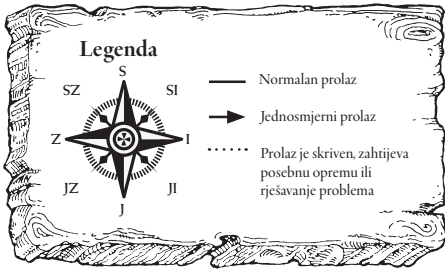 Legenda
S
SZ
SI
Z
I
JZ
JI
J
Normalan prolaz
Jednosmjerni prolaz
Prolaz je skriven, zahtijeva
posebnu opremu ili
rješavanje problema